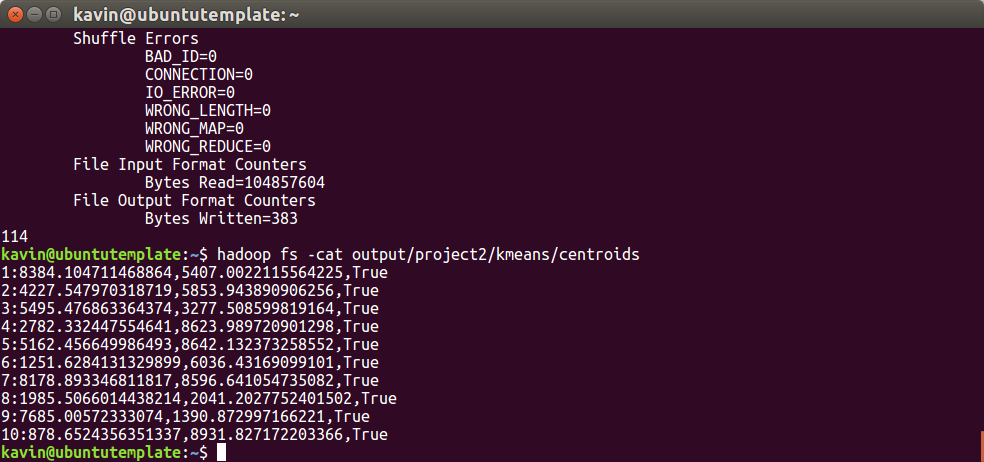 kavin@ubuntutemplate: ~
Shuffle Errors
BAD_ID=0
CONNECTION=0
IO_ERROR=0
WRONG_LENGTH=0
WRONG_MAP=0
WRONG_REDUCE=0
File Input Format Counters
Bytes Read=104857604
File Output Format Counters
Bytes Written=383
114
kavin@ubuntutemplate:~$ hadoop fs -cat output/project2/kmeans/centroids
1:8384.104711468864,5407.0022115564225,True
2:4227.547970318719,5853.943890906256,True
3:5495.476863364374,3277.508599819164,True
4:2782.332447554641,8623.989720901298,True
5:5162.456649986493,8642.132373258552,True
6:1251.6284131329899,6036.43169099101,True
7:8178.893346811817,8596.641054735082,True
8:1985.5066014438214,2041.2027752401502,True
9:7685.00572333074,1390.872997166221,True
10:878.6524356351337,8931.827172203366,True
kavin@ubuntutemplate:~$